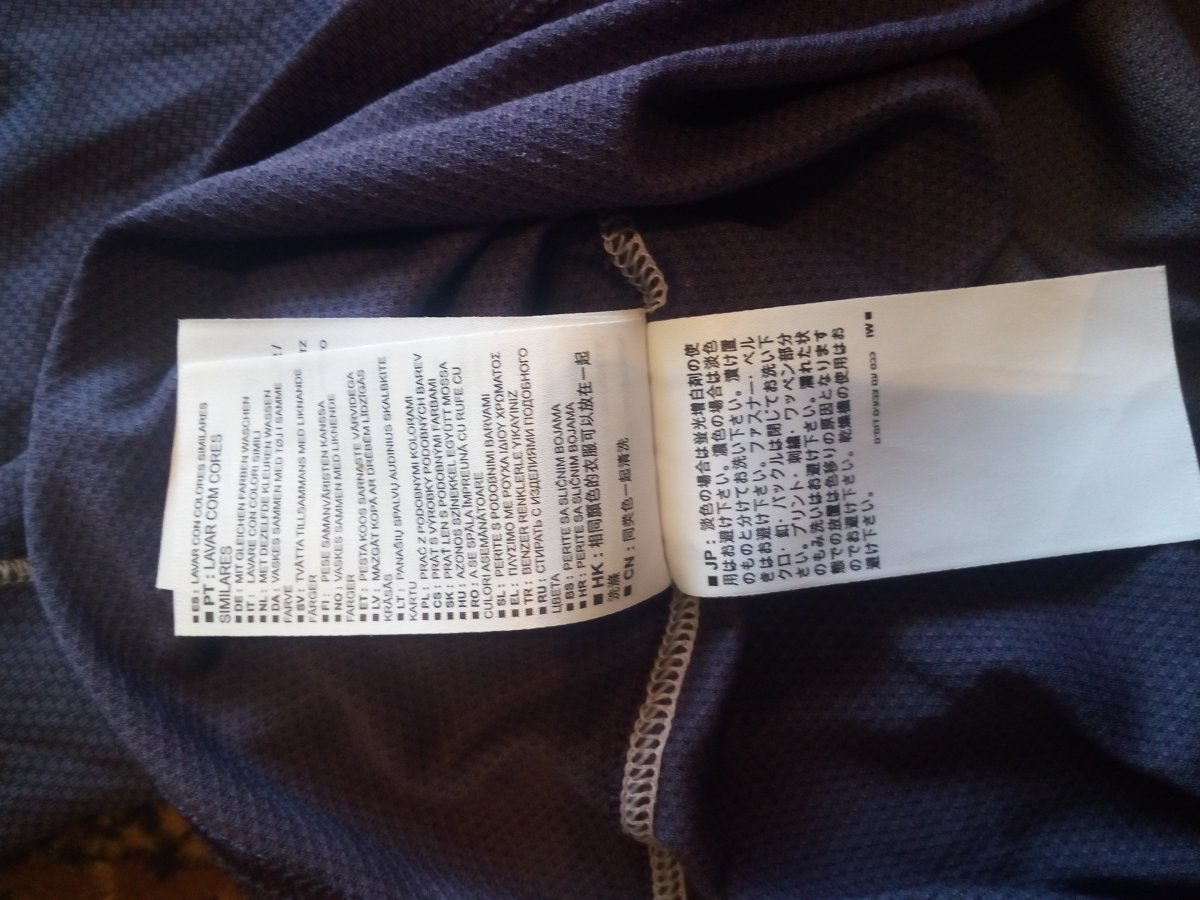 ■ ES : LAVAR CON COLORES SIMILARES
■ PT : LAVAR COM CORES
SIMILARES
■ DE : MIT GLEICHEN FARBEN WASCHEN
■ IT : LAVARE CON COLORI SIMILI
■ NL : MET DEZELFDE KLEUREN WASSEN
■ DA : VASKES SAMMEN MED TØJ I SAMME
FARVE
■ SV : TVÄTTA TILLSAMMANS MED LIKNANDE
FÄRGER
■ FI : PESE SAMANVÄRISTEN KANSSA
■ NO : VASKES SAMMEN MED LIKNENDE
FARGER
■ ET : PESTA KOOS SARNASTE VÄRVIDEGA
■ LV : MAZGĀT KOPĀ AR DRĒBĒM LĪDZĪGĀS
KRĀSĀS
■ LT : PANAŠIŲ SPALVŲ AUDINIUS SKALBKITE
KARTU
■ PL : PRAĆ Z PODOBNYMI KOLORAMI
■ CS : PRÁT S VÝROBKY PODOBNÝCH BAREV
■ SK : PRAŤ LEN S PODOBNÝMI FARBAMI
■ HU : AZONOS SZÍNEKKEL EGYÜTT MOSSA
■ RO : A SE SPĂLA ÎMPREUNĂ CU RUFE CU
CULORI ASEMĂNĂTOARE
■ SL : PERITE S PODOBNIMI BARVAMI
■ EL : ΠΛΥΣΙΜΟ ΜΕ ΡΟΥΧΑ ΙΔΙΟΥ ΧΡΩΜΑΤΟΣ
■ TR : BENZER RENKLERLE YIKAYINIZ
■ RU : СТИРАТЬ С ИЗДЕЛИЯМИ ПОДОБНОГО
ЦВЕТА
■ BS : PERITE SA SLIČNIM BOJAMA
■ HR : PERITE SA SLIČNIM BOJAMA
■ HK : 相同顏色的衣服可以放在一起
洗滌
■ CN : 同类色一起清洗
■ JP : 淡色の場合は蛍光増白剤の使
用はお避け下さい。濃色の場合は淡色
のものと分けてお洗い下さい。漬け置
きはお避け下さい。ファスナー・ベル
クロ・釦・バックルは閉じてお洗い下
さい。プリント・刺繍・ワッペン部分
のもみ洗いはお避け下さい。濡れた状
態での放置は色移りの原因となります
のでお避け下さい。乾燥機の使用はお
避け下さい。
■ IW : כבס עם צבעים דומים